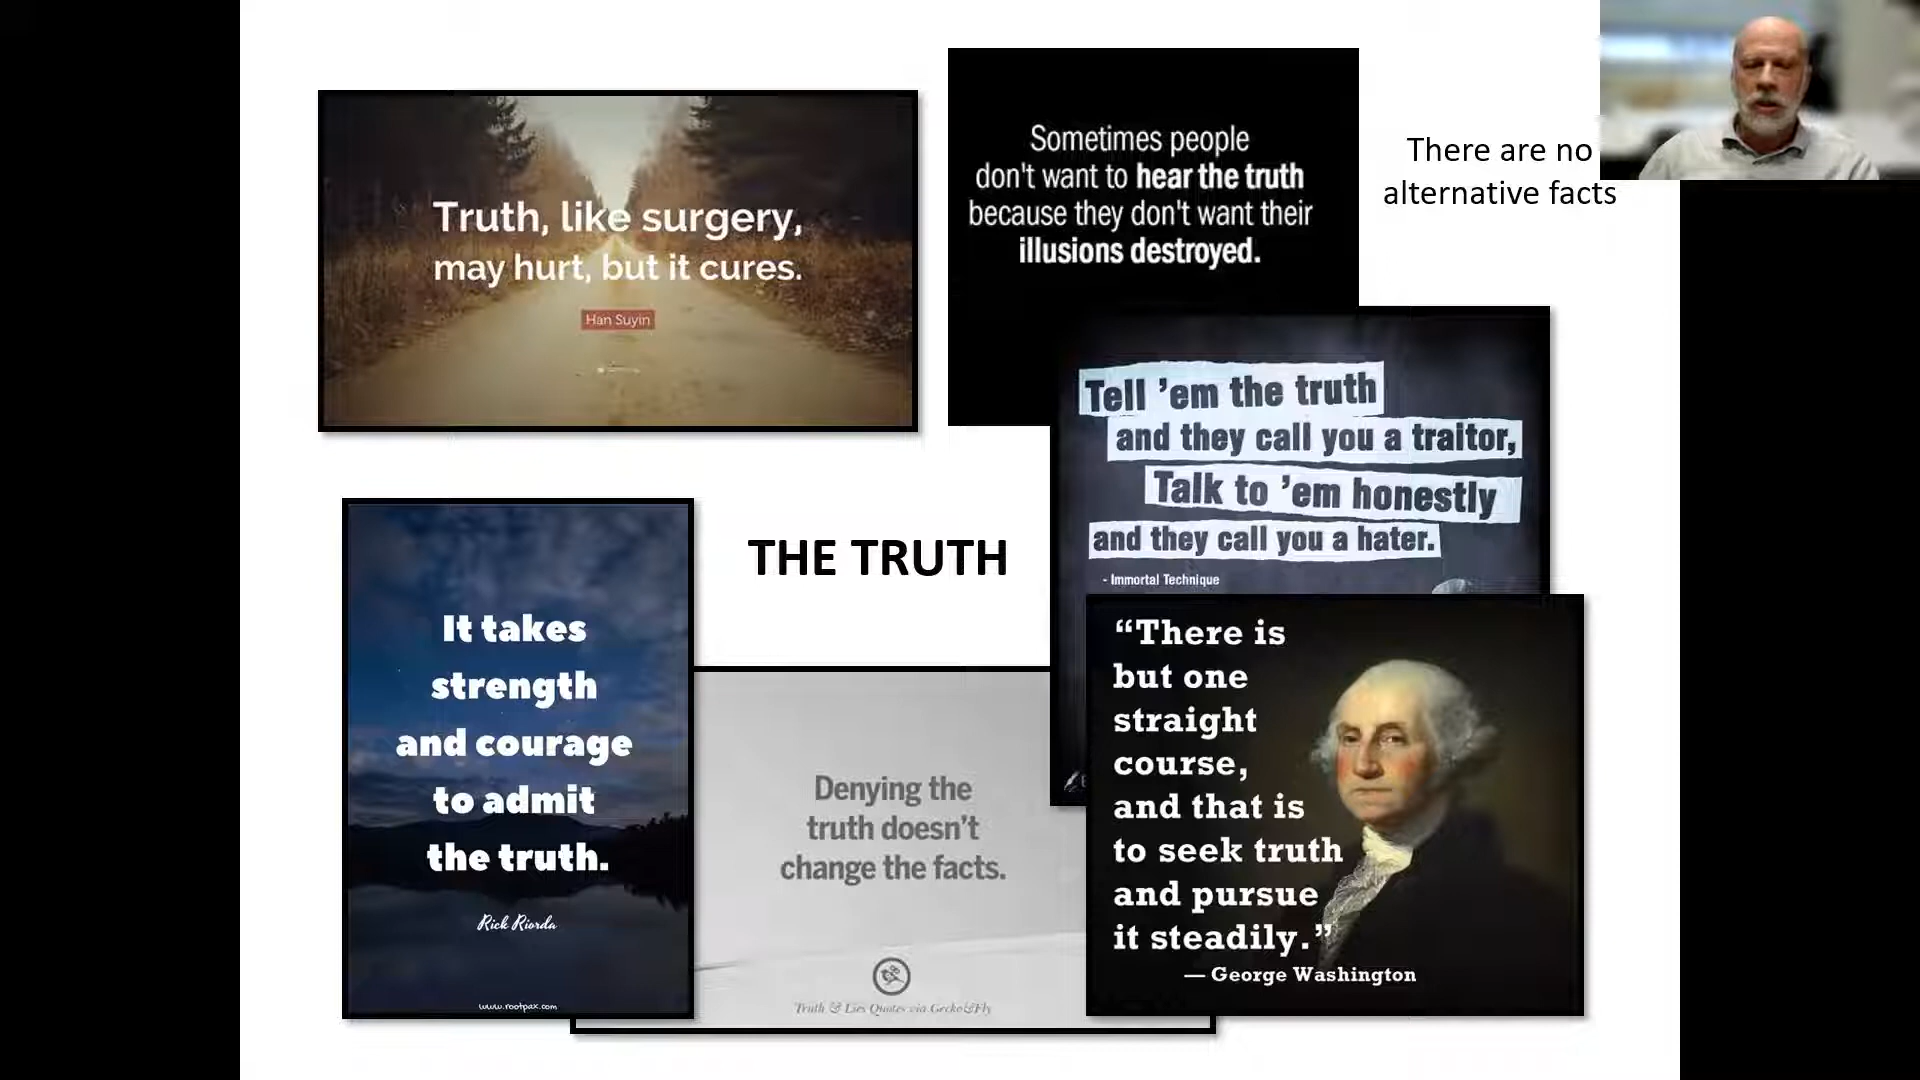 Truth, like surgery,
may hurt, but it cures.
Han Suyin
Sometimes people
don't want to hear the truth
because they don't want their
illusions destroyed.
There are no
alternative facts
Tell 'em the truth
and they call you a traitor,
Talk to 'em honestly
and they call you a hater.
- Immortal Technique
THE TRUTH
It takes
strength
and courage
to admit
the truth.
Rick Riorda
www.rootpax.com
Denying the
truth doesn't
change the facts.
Truth & Lies Quotes via Gecko&Fly
“There is
but one
straight
course,
and that is
to seek truth
and pursue
it steadily.”
— George Washington